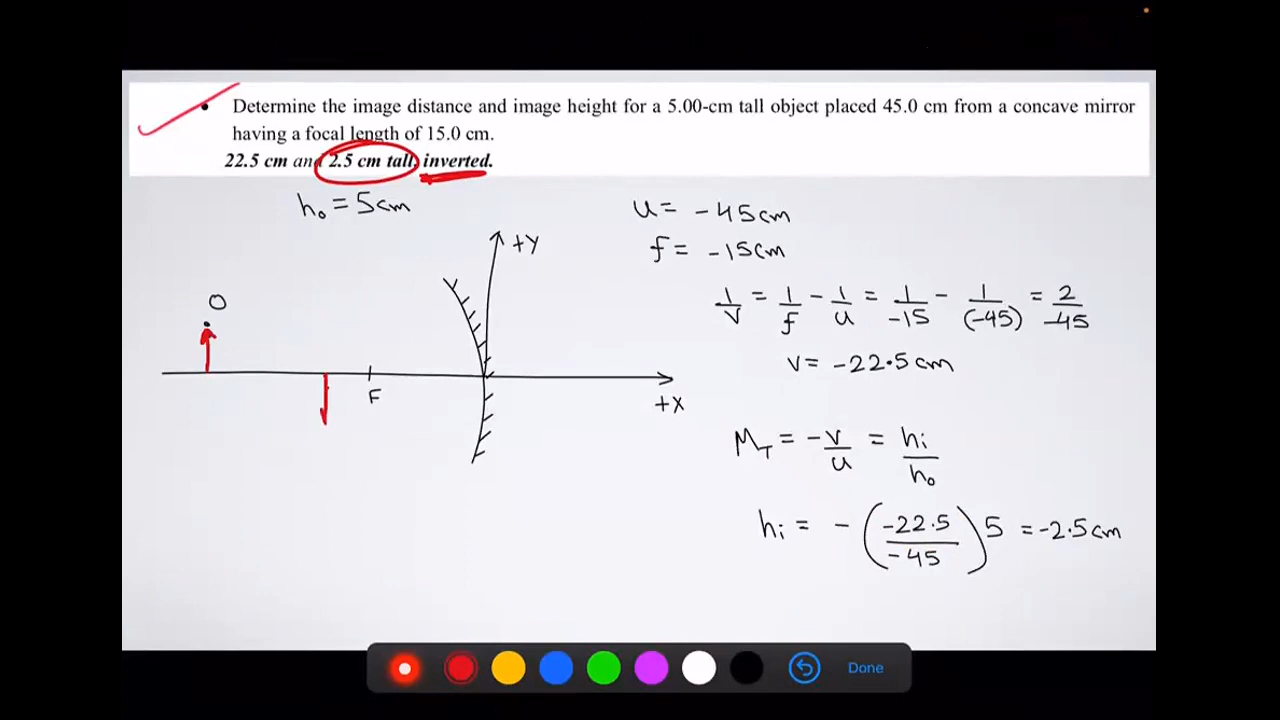 Determine the image distance and image height for a 5.00-cm tall object placed 45.0 cm from a concave mirror
having a focal length of 15.0 cm.
22.5 cm and 2.5 cm tall, inverted.
h₀ = 5cm
u = -45cm
f = -15cm
+Y
O
1/v = 1/f - 1/u = 1/-15 - 1/(-45) = 2/-45
v = -22.5cm
F
+X
M_T = -v/u = hᵢ/h₀
hᵢ = -(-22.5/-45)5 = -2.5cm
Done